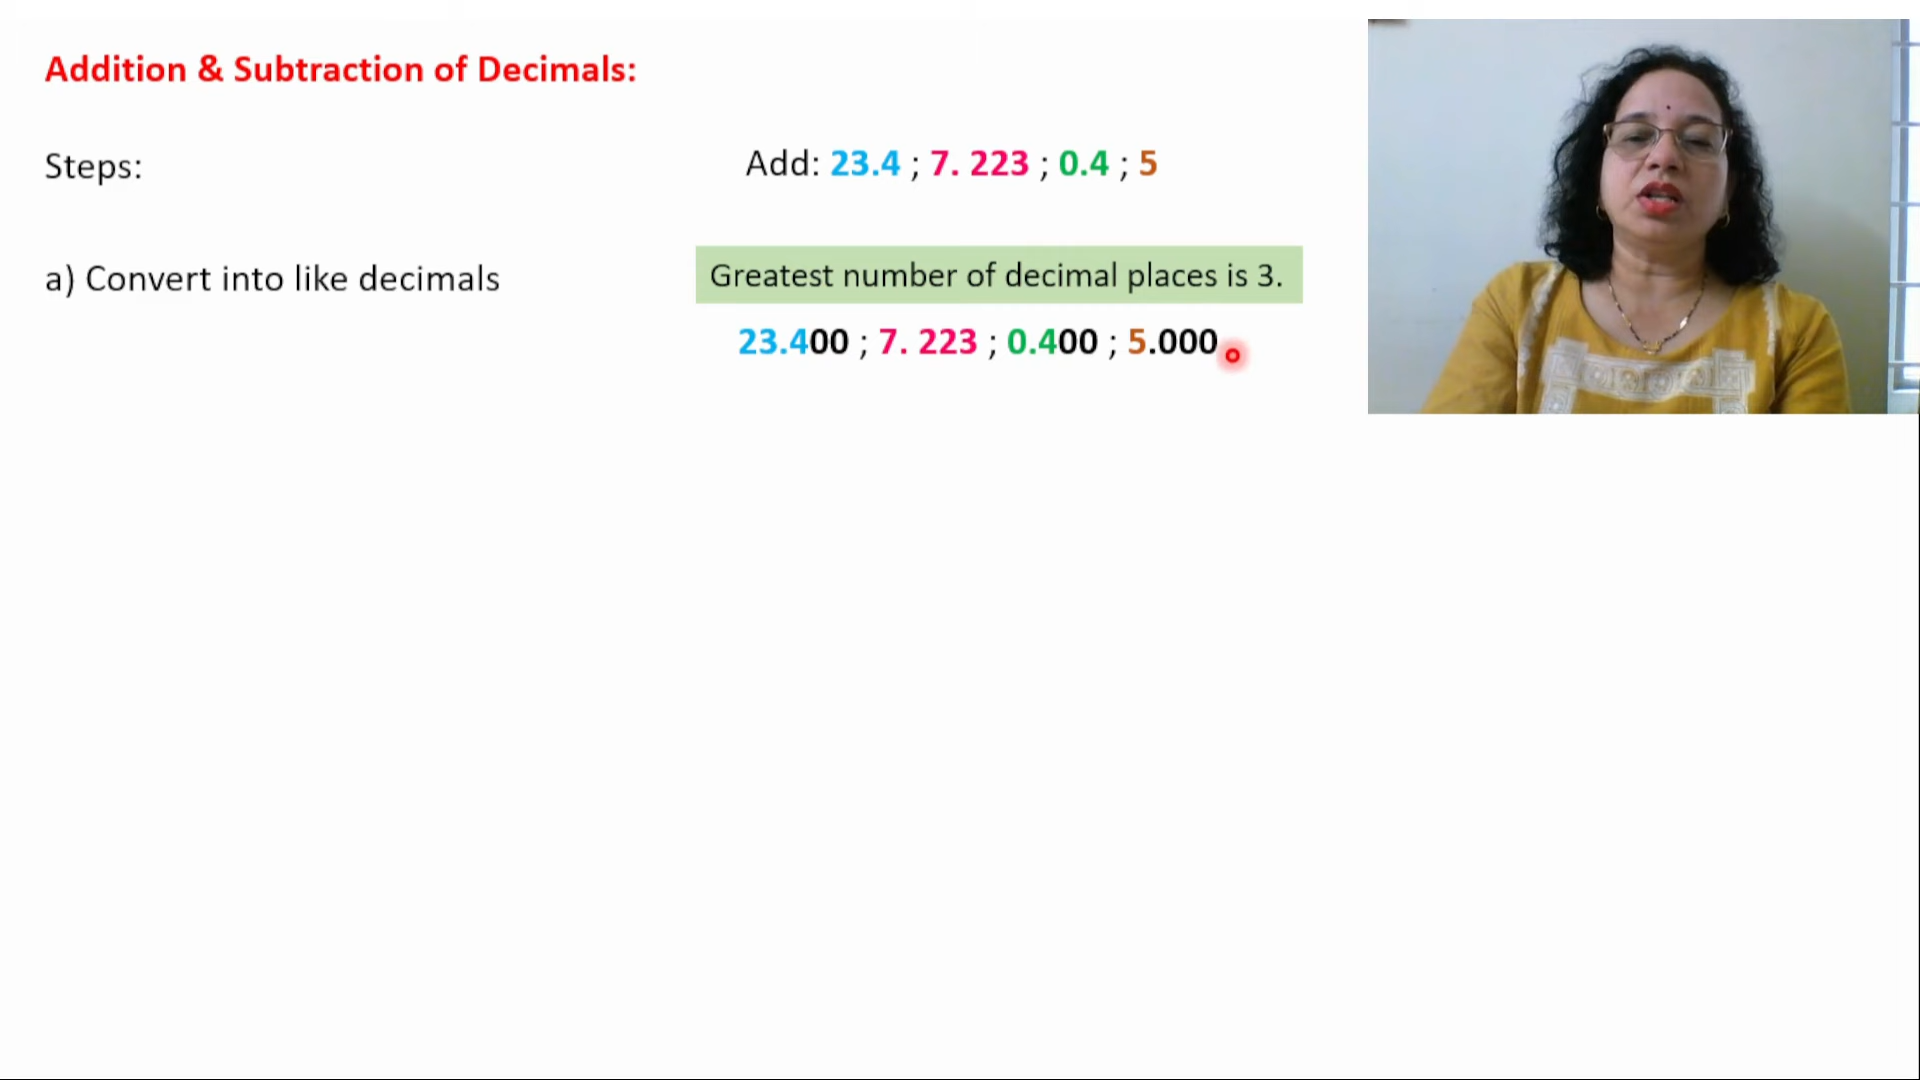 Addition & Subtraction of Decimals:
Steps:
Add: 23.4 ; 7. 223 ; 0.4 ; 5
a) Convert into like decimals
Greatest number of decimal places is 3.
23.400 ; 7. 223 ; 0.400 ; 5.000